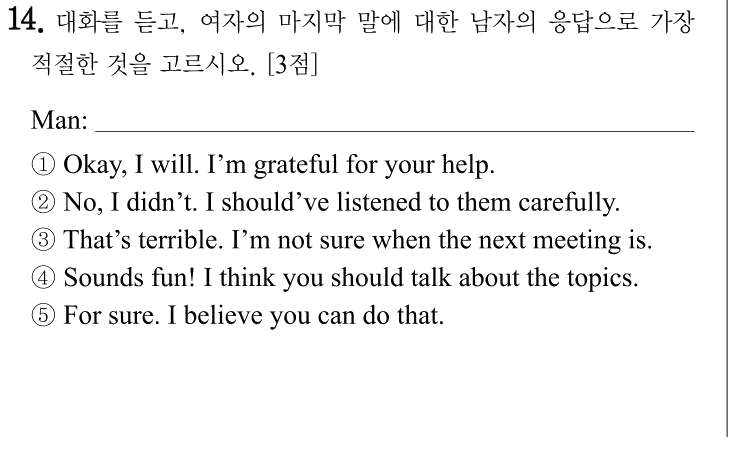 14. 대화를 듣고, 여자의 마지막 말에 대한 남자의 응답으로 가장
적절한 것을 고르시오. [3점]
Man: ____________________
① Okay, I will. I’m grateful for your help.
② No, I didn’t. I should’ve listened to them carefully.
③ That’s terrible. I’m not sure when the next meeting is.
④ Sounds fun! I think you should talk about the topics.
⑤ For sure. I believe you can do that.